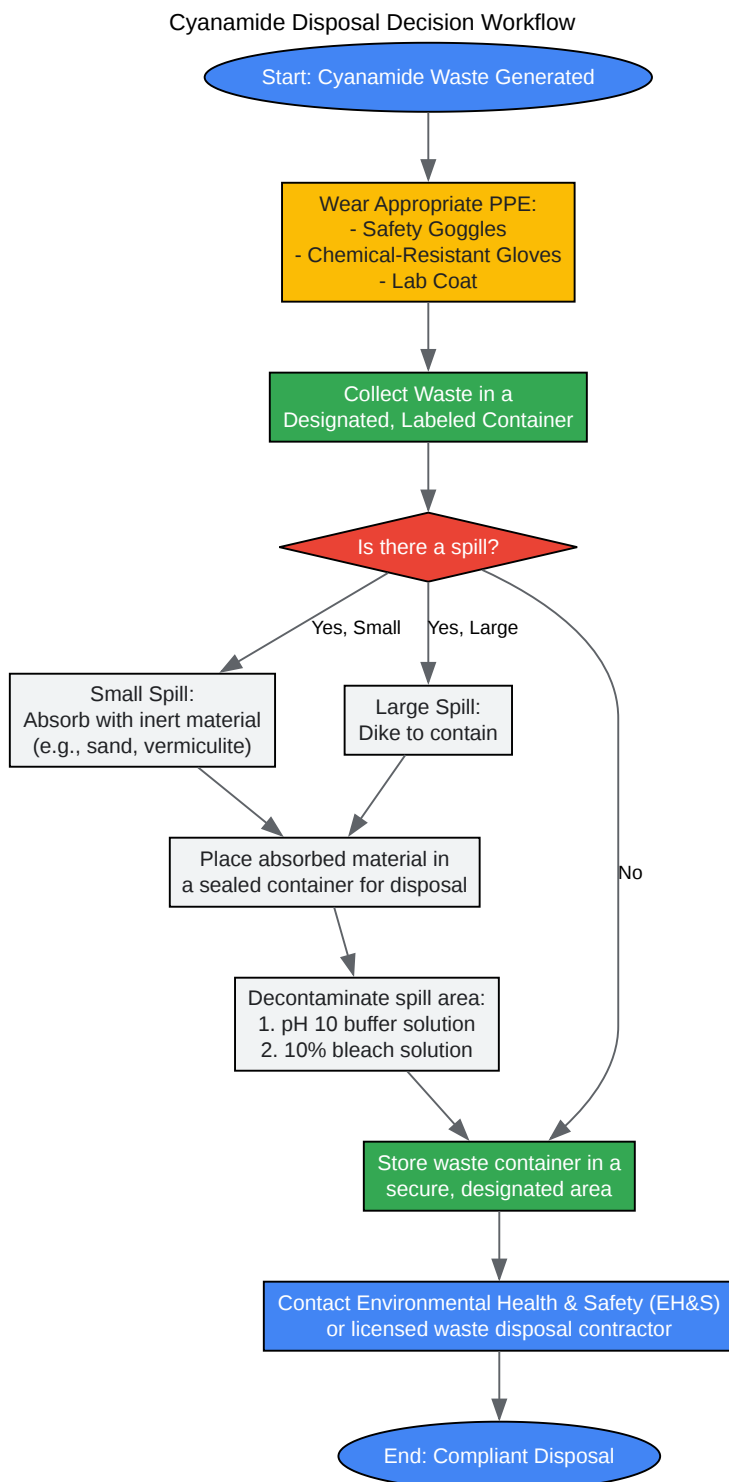 Cyanamide Disposal Decision Workflow
Start: Cyanamide Waste Generated
Wear Appropriate PPE:
- Safety Goggles
- Chemical-Resistant Gloves
- Lab Coat
Collect Waste in a
Designated, Labeled Container
Is there a spill?
Yes, Small
Yes, Large
Small Spill:
Absorb with inert material
(e.g., sand, vermiculite)
Large Spill:
Dike to contain
Place absorbed material in
a sealed container for disposal
No
Decontaminate spill area:
1. pH 10 buffer solution
2. 10% bleach solution
Store waste container in a
secure, designated area
Contact Environmental Health & Safety (EH&S)
or licensed waste disposal contractor
End: Compliant Disposal